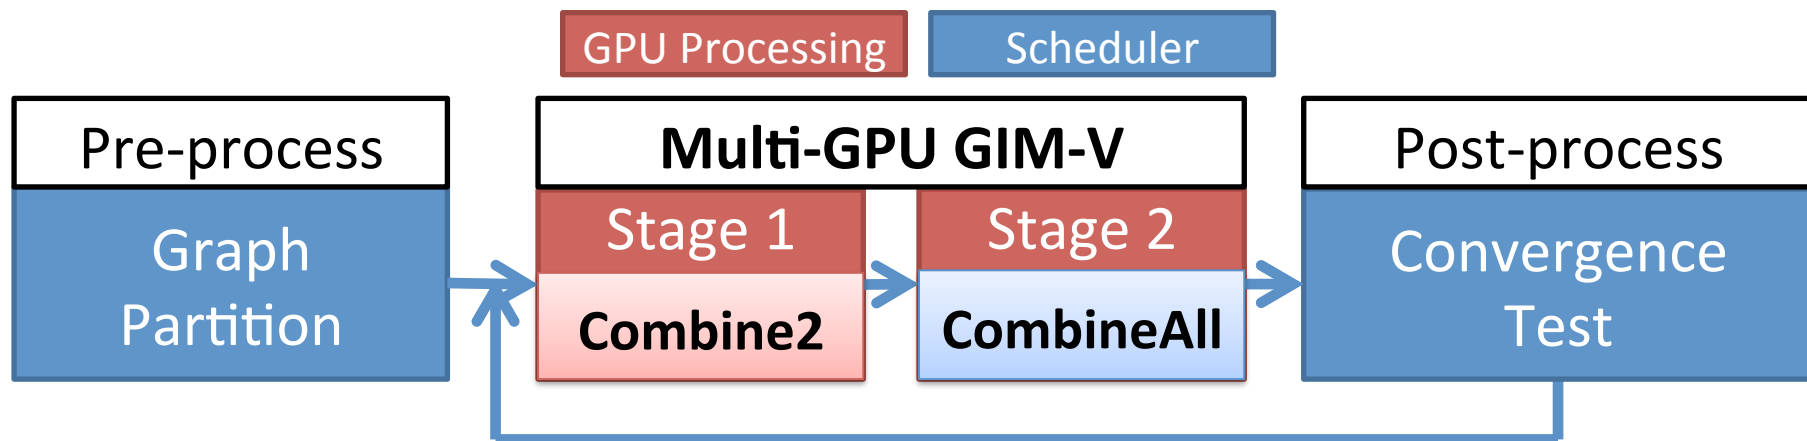 GPU Processing
Scheduler
Pre-process
Graph
Partition
Multi-GPU GIM-V
Stage 1
Combine2
Stage 2
CombineAll
Post-process
Convergence
Test